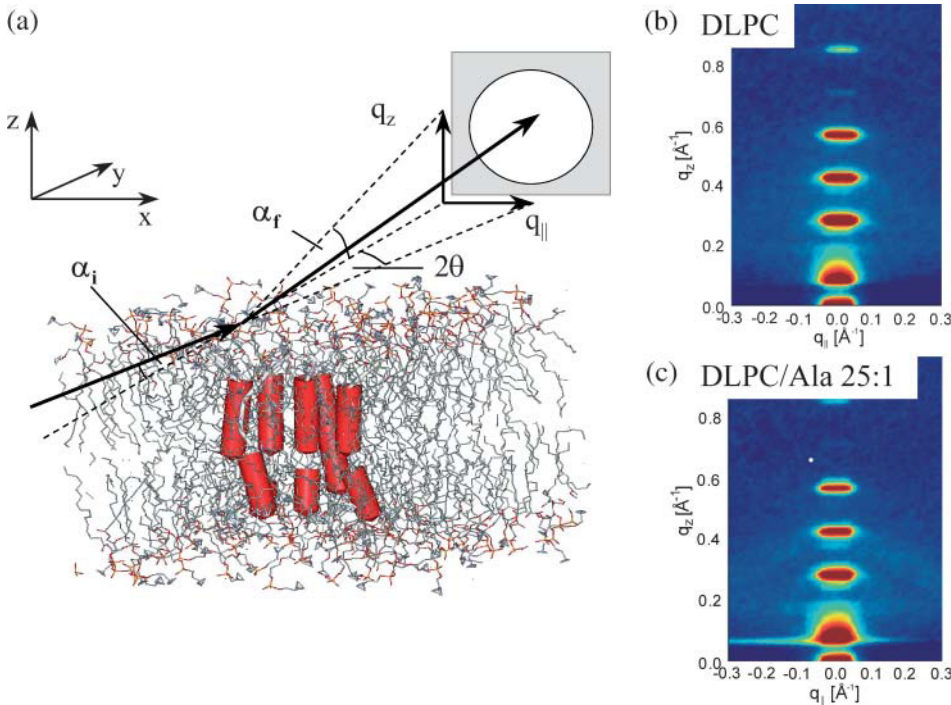 (a)
z
y
x
q_z
α_f
q_||
2θ
α_i
(b) DLPC
q_z [Å⁻¹]
0.8
0.6
0.4
0.2
0.0
-0.3 -0.2 -0.1 0.0 0.1 0.2 0.3
q_|| [Å⁻¹]
(c) DLPC/Ala 25:1
q_z [Å⁻¹]
0.8
0.6
0.4
0.2
0.0
-0.3 -0.2 -0.1 0.0 0.1 0.2 0.3
q_|| [Å⁻¹]